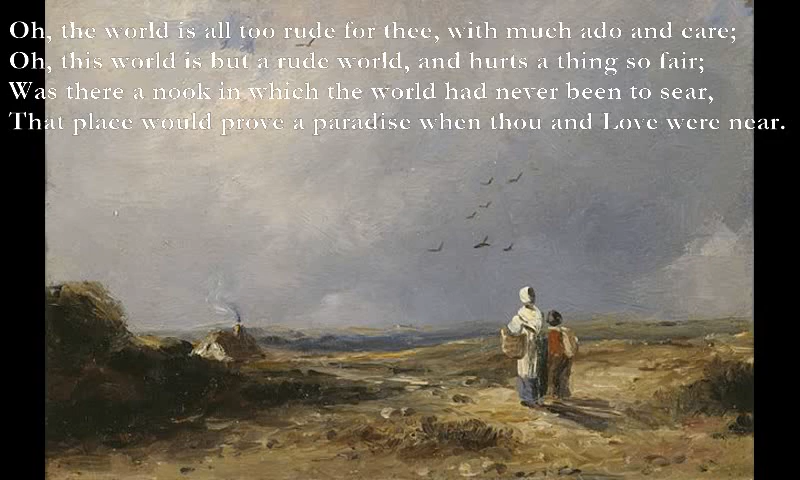 Oh, the world is all too rude for thee, with much ado and care;
Oh, this world is but a rude world, and hurts a thing so fair;
Was there a nook in which the world had never been to sear,
That place would prove a paradise when thou and Love were near.